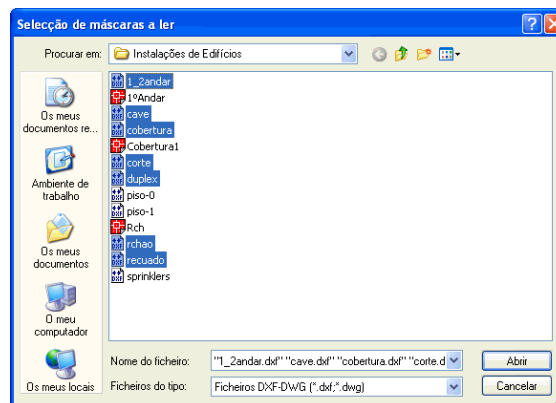 Selecção de máscaras a ler
Procurar em: Instalações de Edifícios
Os meus documentos re...
Ambiente de trabalho
Os meus documentos
O meu computador
Os meus locais
1_2andar
1ºAndar
cave
cobertura
Cobertura1
corte
duplex
piso-0
piso-1
Rch
rchao
recuado
sprinklers
Nome do ficheiro: "1_2andar.dxf" "cave.dxf" "cobertura.dxf" "corte.d Abrir
Ficheiros do tipo: Ficheiros DXF-DWG (*.dxf;*.dwg) Cancelar